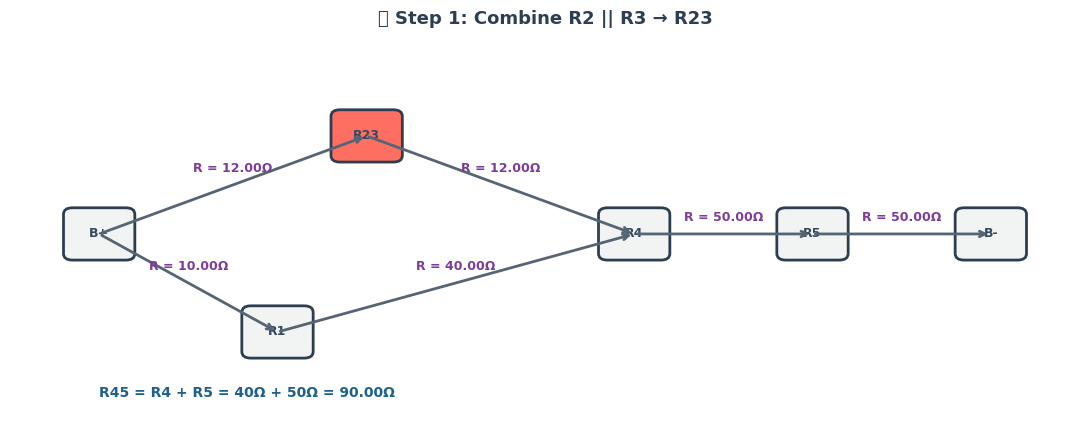 Step 1: Combine R2 || R3 → R23
R23
R = 12.00Ω
R = 12.00Ω
B+
R4
R = 50.00Ω
R5
R = 50.00Ω
B-
R = 10.00Ω
R = 40.00Ω
R1
R45 = R4 + R5 = 40Ω + 50Ω = 90.00Ω